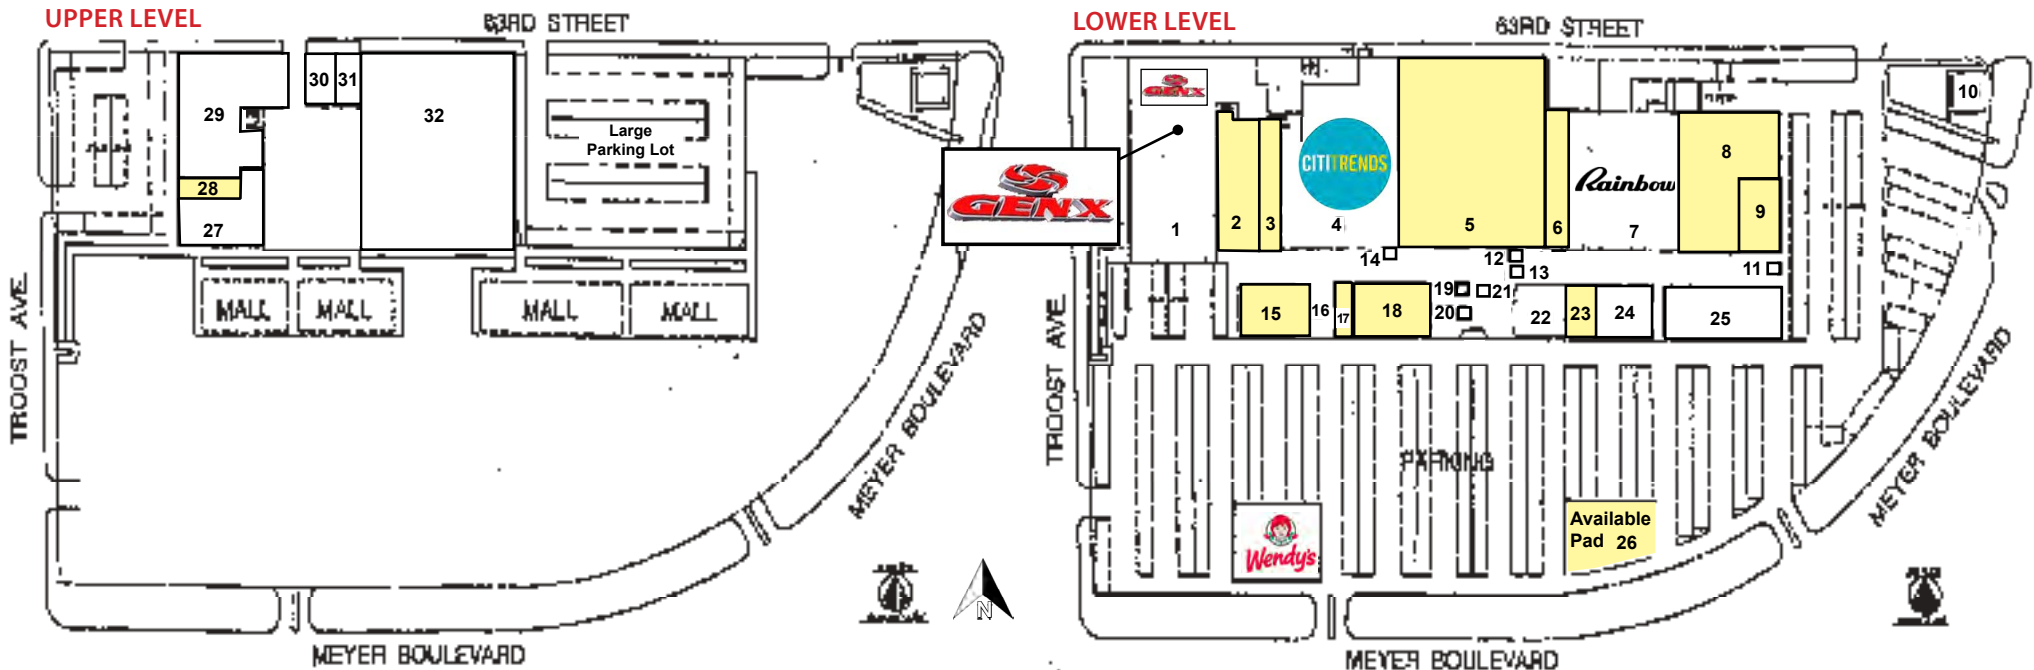 UPPER LEVEL
63RD STREET
30
31
29
32
Large
Parking Lot
28
27
MALL
MALL
MALL
MALL
TROOST AVE.
MEYER BOULEVARD
MEYER BOULEVARD
N
LOWER LEVEL
63RD STREET
GENX
GENX
CITITRENDS
Rainbow
10
8
9
1
2
3
4
5
6
7
14
12
13
11
19
21
20
15
16
17
18
22
23
24
25
TROOST AVE.
PARKING
MEYER BOULEVARD
Wendy's
Available
Pad 26
MEYER BOULEVARD